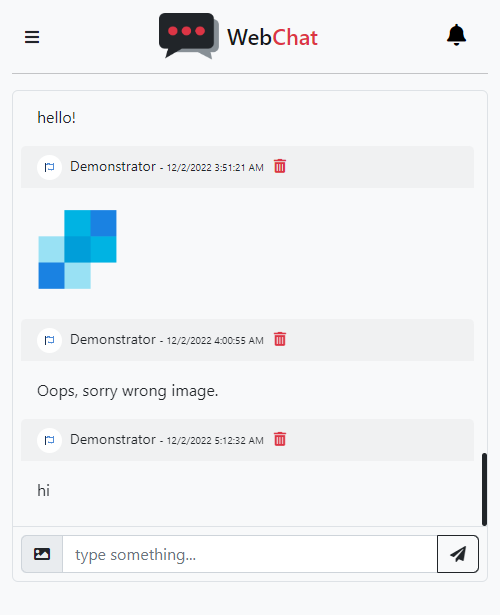 WebChat
hello!
Demonstrator - 12/2/2022 3:51:21 AM
Demonstrator - 12/2/2022 4:00:55 AM
Oops, sorry wrong image.
Demonstrator - 12/2/2022 5:12:32 AM
hi
type something...